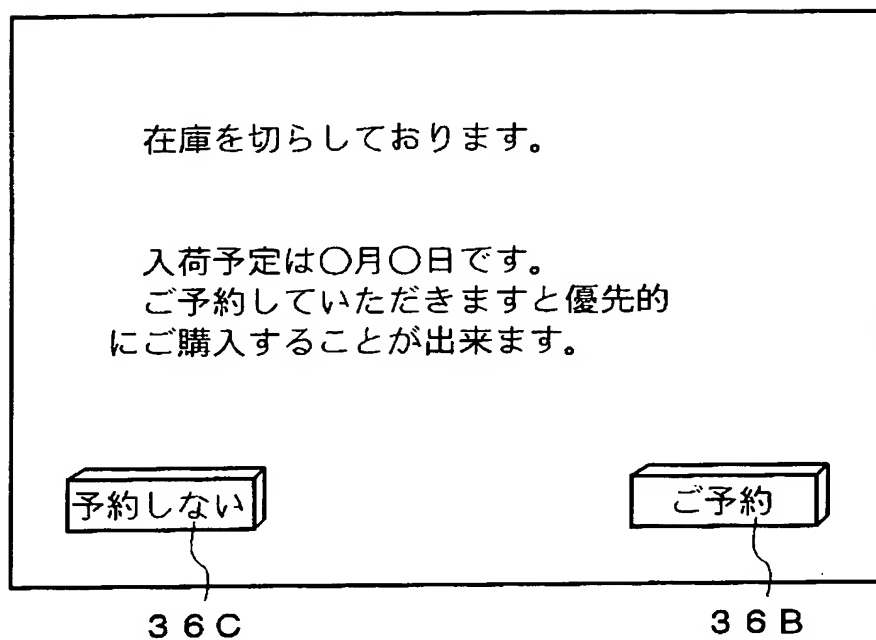 在庫を切らしております。
入荷予定は〇月〇日です。
ご予約していただきますと優先的
にご購入することが出来ます。
予約しない
ご予約
３６Ｃ
３６Ｂ